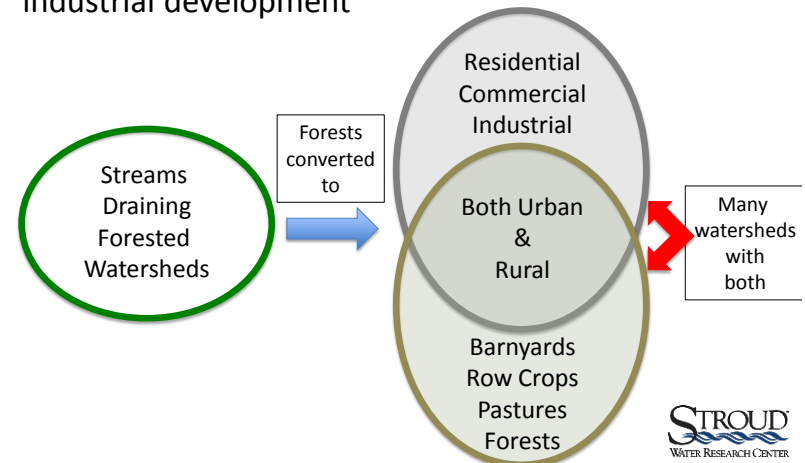 industrial development
Residential
Commercial
Industrial
Forests
converted
to
Streams
Draining
Forested
Watersheds
Both Urban
&
Rural
Many
watersheds
with
both
Barnyards
Row Crops
Pastures
Forests
STROUD
WATER RESEARCH CENTER